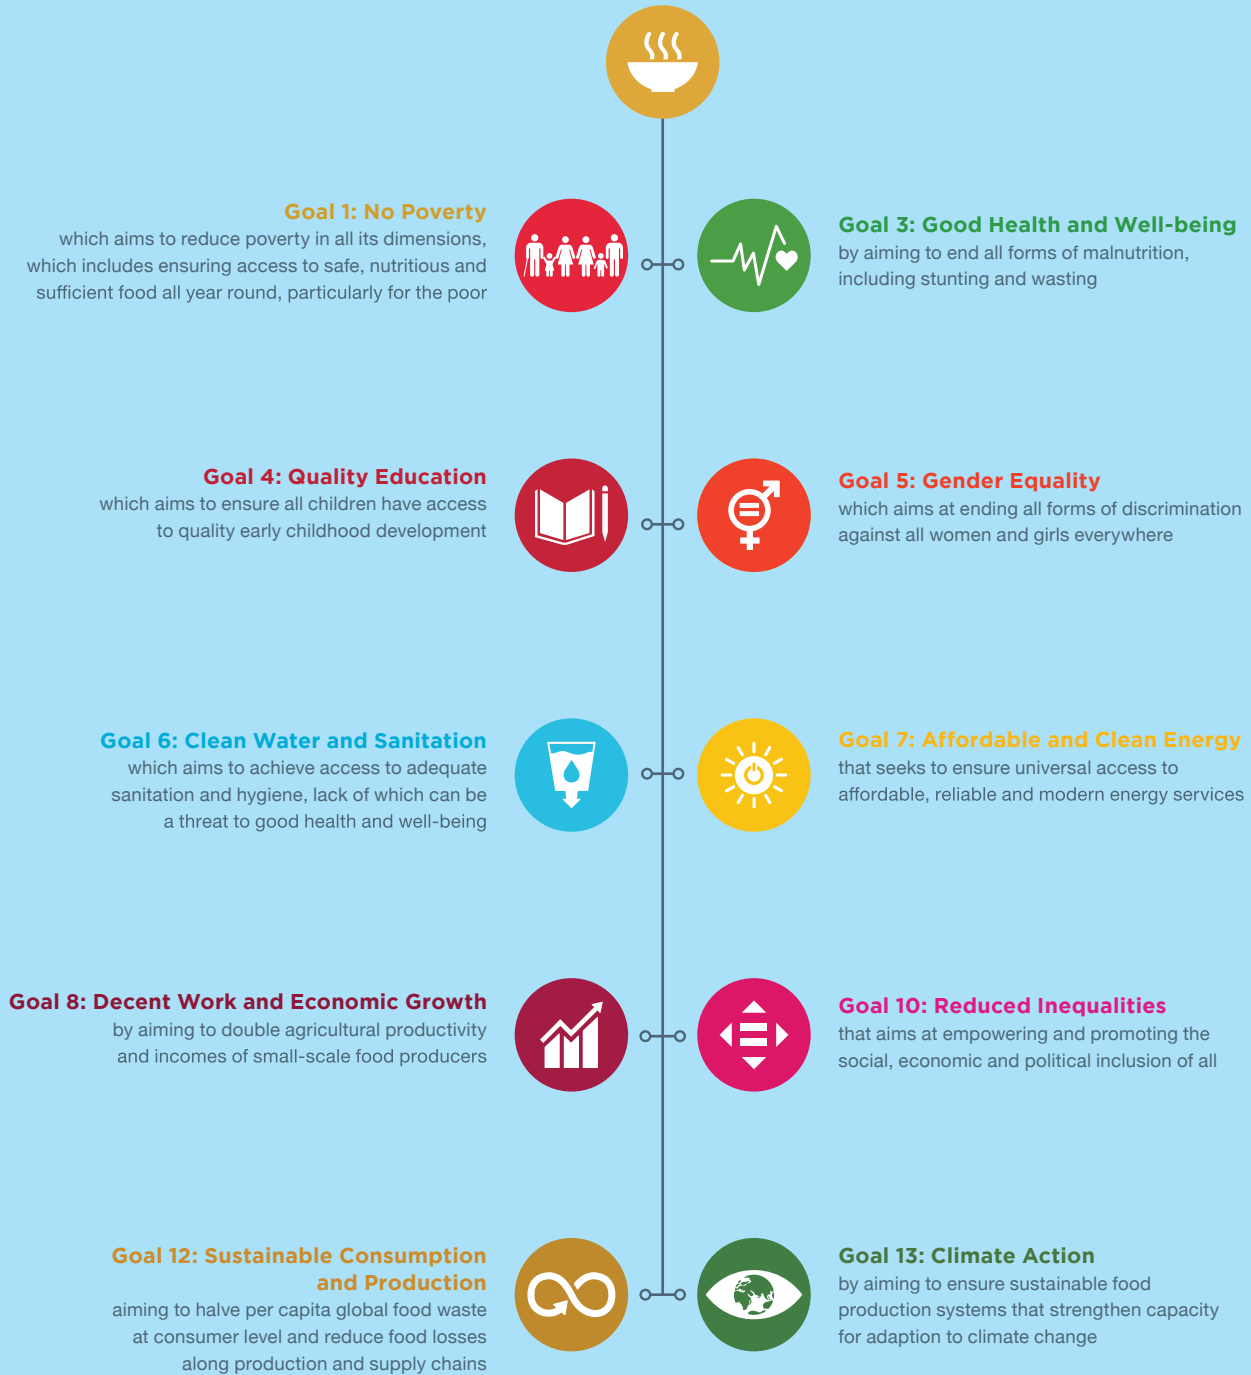 Goal 1: No Poverty
which aims to reduce poverty in all its dimensions,
which includes ensuring access to safe, nutritious and
sufficient food all year round, particularly for the poor
Goal 3: Good Health and Well-being
by aiming to end all forms of malnutrition,
including stunting and wasting
Goal 4: Quality Education
which aims to ensure all children have access
to quality early childhood development
Goal 5: Gender Equality
which aims at ending all forms of discrimination
against all women and girls everywhere
Goal 6: Clean Water and Sanitation
which aims to achieve access to adequate
sanitation and hygiene, lack of which can be
a threat to good health and well-being
Goal 7: Affordable and Clean Energy
that seeks to ensure universal access to
affordable, reliable and modern energy services
Goal 8: Decent Work and Economic Growth
by aiming to double agricultural productivity
and incomes of small-scale food producers
Goal 10: Reduced Inequalities
that aims at empowering and promoting the
social, economic and political inclusion of all
Goal 12: Sustainable Consumption
and Production
aiming to halve per capita global food waste
at consumer level and reduce food losses
along production and supply chains
Goal 13: Climate Action
by aiming to ensure sustainable food
production systems that strengthen capacity
for adaption to climate change